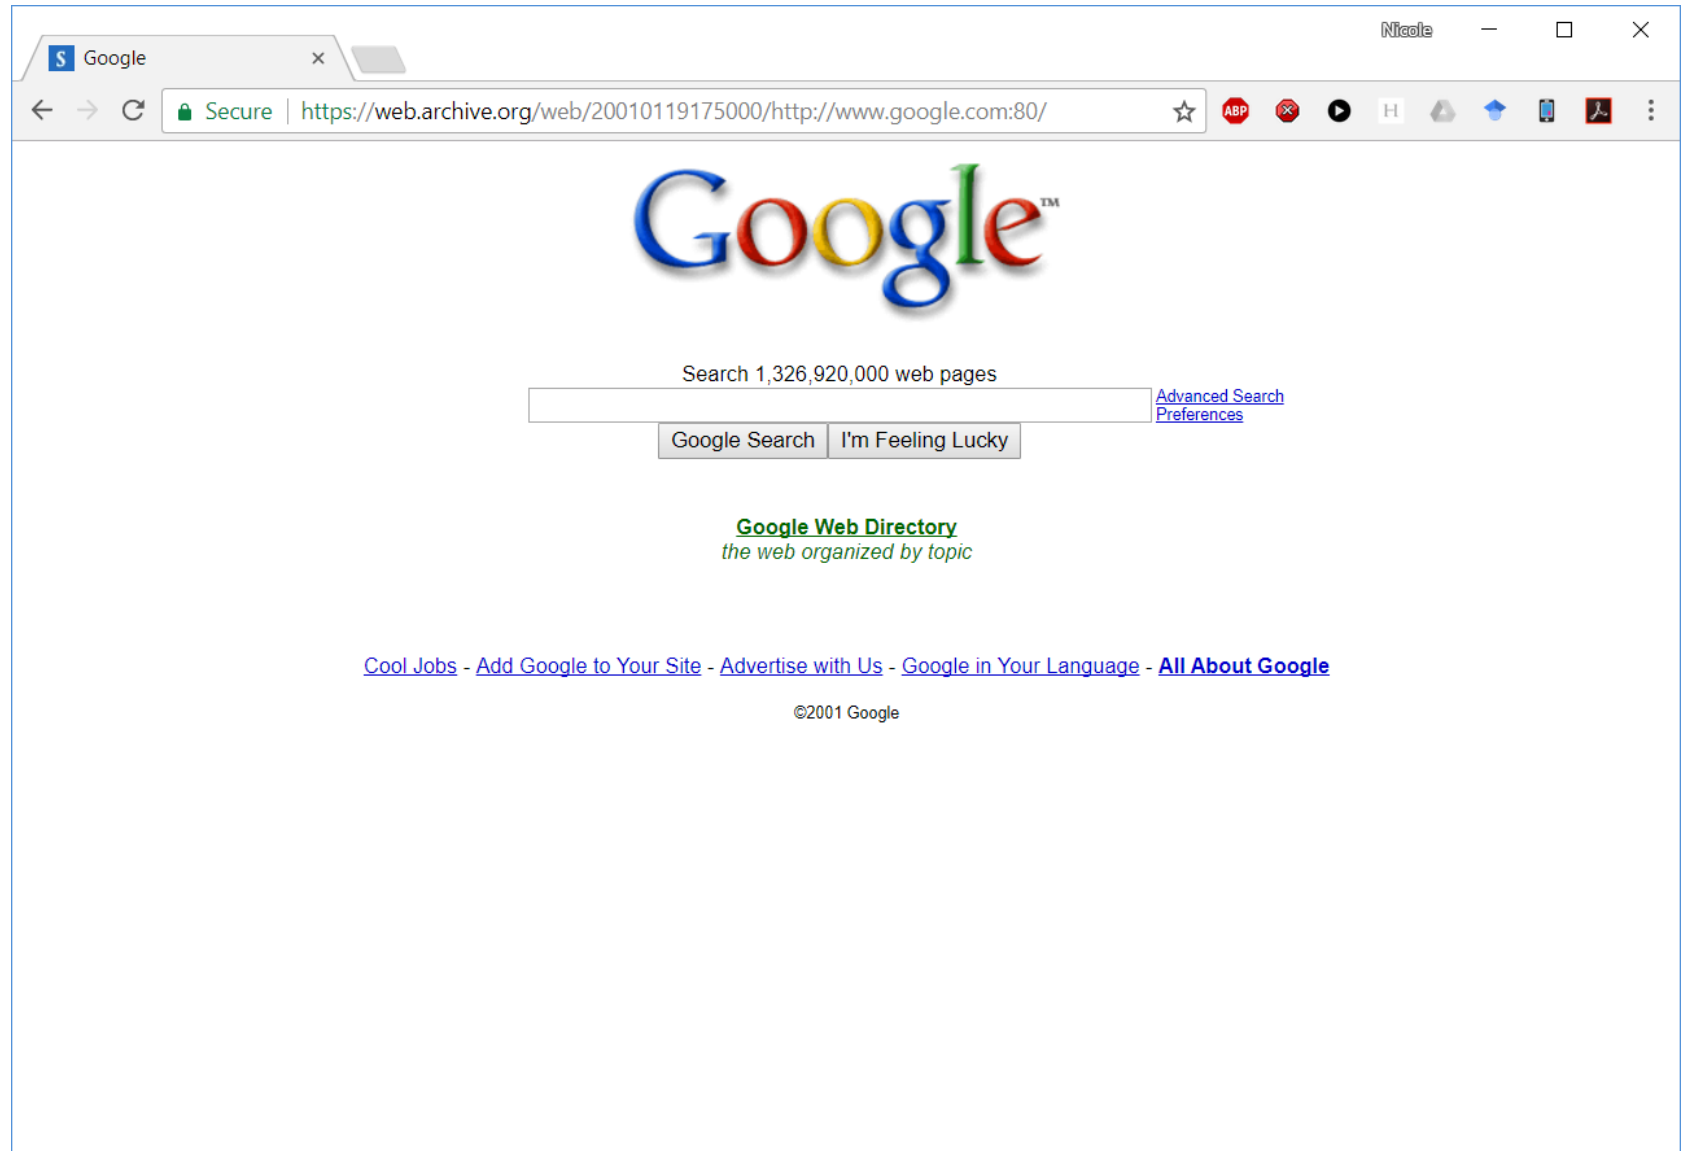 Nicole
S Google
Secure https://web.archive.org/web/20010119175000/http://www.google.com:80/ ABP H
Google™
Search 1,326,920,000 web pages
Advanced Search
Preferences
Google Search I'm Feeling Lucky
Google Web Directory
the web organized by topic
Cool Jobs - Add Google to Your Site - Advertise with Us - Google in Your Language - All About Google
©2001 Google